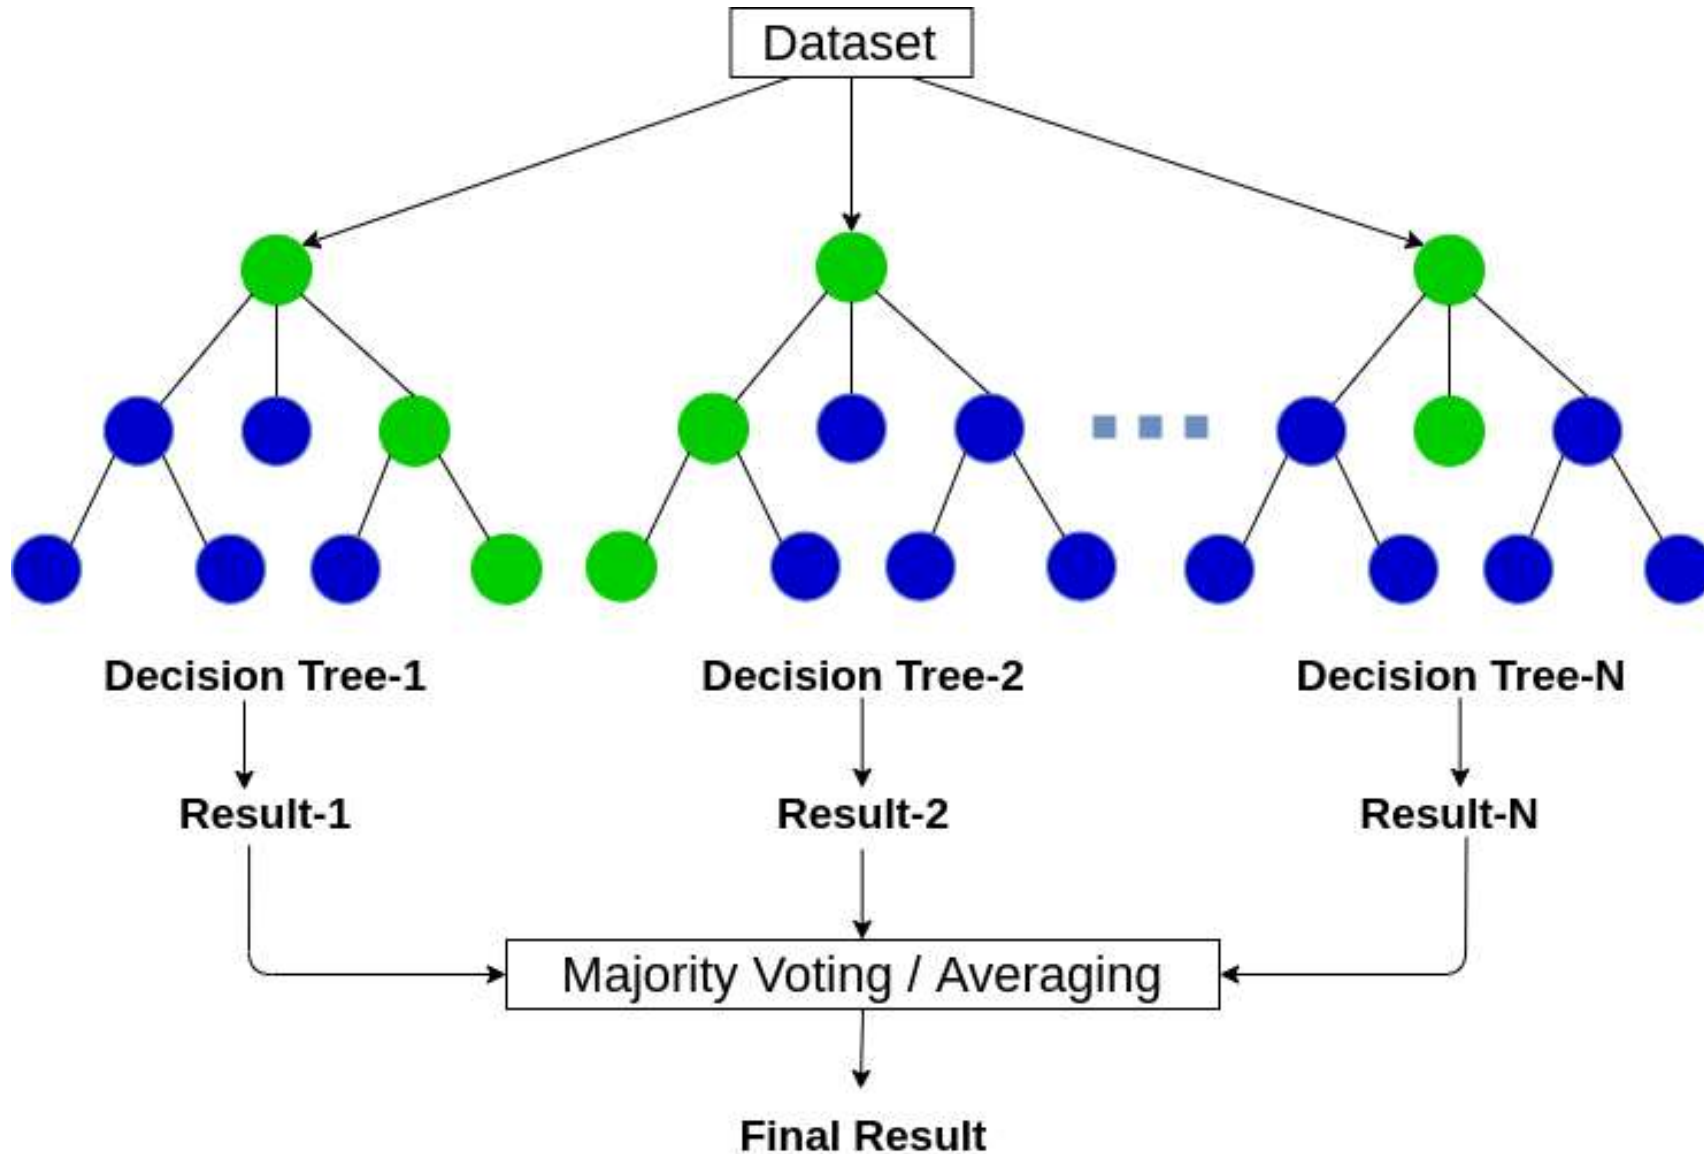 Dataset
Decision Tree-1
Decision Tree-2
Decision Tree-N
Result-1
Result-2
Result-N
Majority Voting / Averaging
Final Result